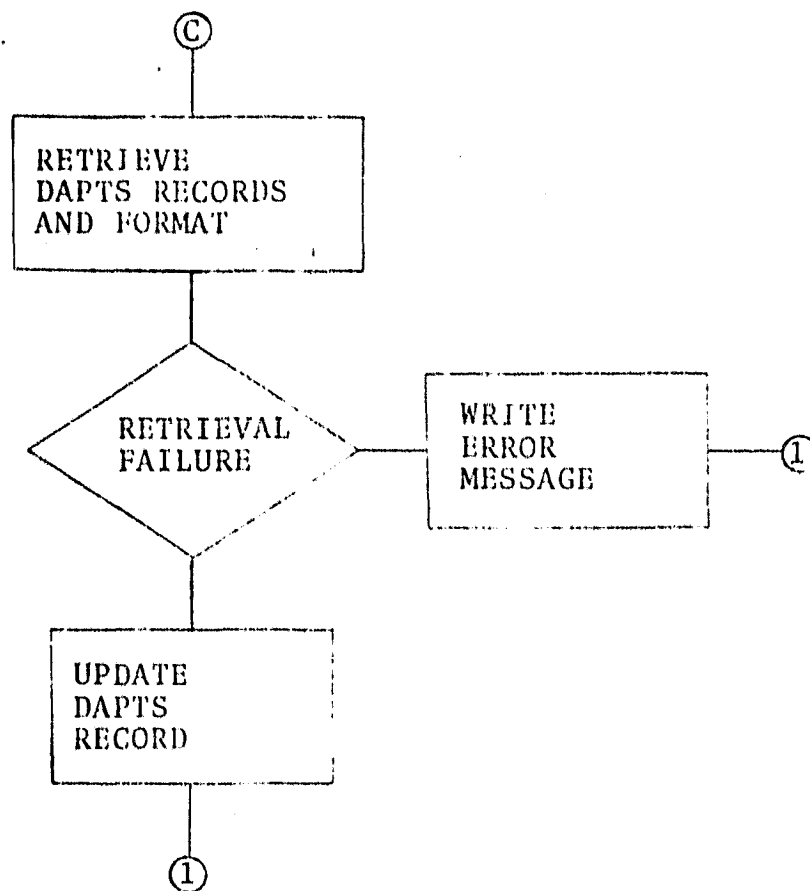 C
RETRIEVE
DAPTS RECORDS
AND FORMAT
RETRIEVAL
FAILURE
WRITE
ERROR
MESSAGE
1
UPDATE
DAPTS
RECORD
1